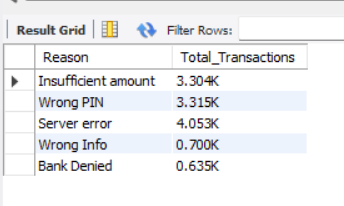 Result Grid Filter Rows:
Reason Total_Transactions
Insufficient amount 3.304K
Wrong PIN 3.315K
Server error 4.053K
Wrong Info 0.700K
Bank Denied 0.635K